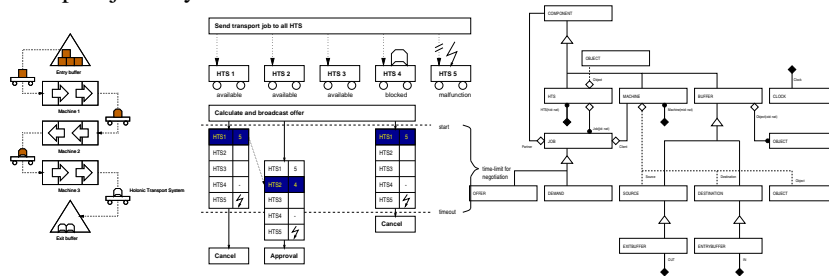 Send transport job to all HTS
HTS 1
HTS 2
HTS 3
HTS 4
HTS 5
available
available
available
blocked
malfunction
Calculate and broadcast offer
start
HTS1 5
HTS2
HTS3
HTS4 -
HTS5
HTS1 5
HTS2 4
HTS3
HTS4 -
HTS5
HTS1 5
HTS2
HTS3
HTS4 -
HTS5
time-limit for
negotiation
timeout
Cancel
Approval
Cancel
Entry buffer
Machine 1
Machine 2
Machine 3
Holonic Transport System
Exit buffer
COMPONENT
OBJECT
Object
HTS
MACHINE
BUFFER
CLOCK
Clock
Partner
JOB
Client
OBJECT
Source
Destination
Object
OFFER
DEMAND
SOURCE
DESTINATION
OBJECT
EXITBUFFER
ENTRYBUFFER
OUT
IN